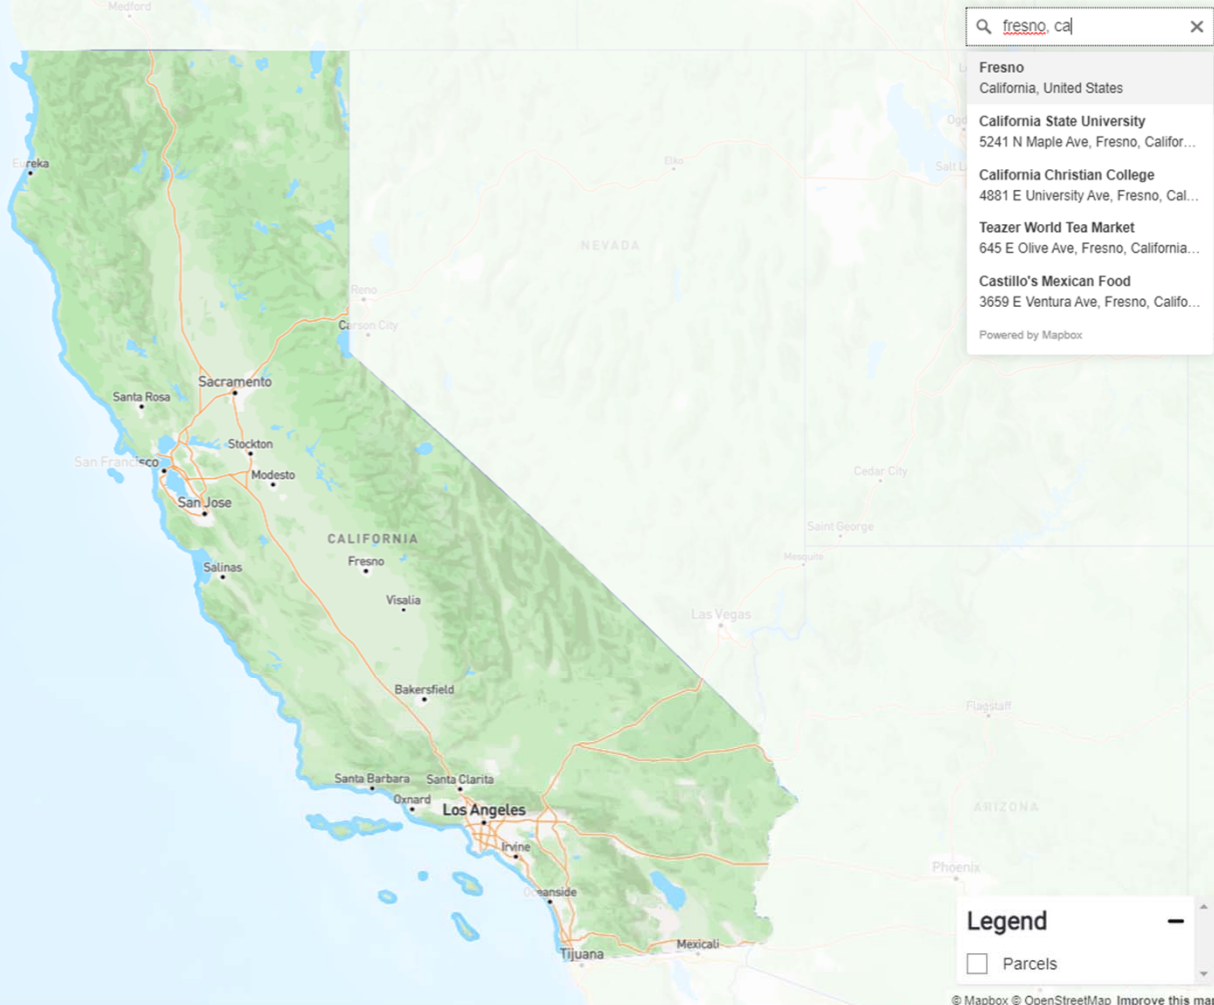 Medford
fresno, ca
Fresno
California, United States
California State University
5241 N Maple Ave, Fresno, Califor...
California Christian College
4881 E University Ave, Fresno, Cal...
Teazer World Tea Market
645 E Olive Ave, Fresno, California...
Castillo's Mexican Food
3659 E Ventura Ave, Fresno, Califo...
Powered by Mapbox
Eureka
Elko
Salt L
NEVADA
Reno
Carson City
Sacramento
Santa Rosa
Stockton
San Francisco
Modesto
Cedar City
San Jose
Saint George
CALIFORNIA
Mesquite
Fresno
Salinas
Visalia
Las Vegas
Bakersfield
Flagstaff
Santa Barbara
Santa Clarita
Oxnard
Los Angeles
ARIZONA
Irvine
Phoenix
Oceanside
Legend
Mexicali
Tijuana
Parcels
© Mapbox © OpenStreetMap Improve this ma